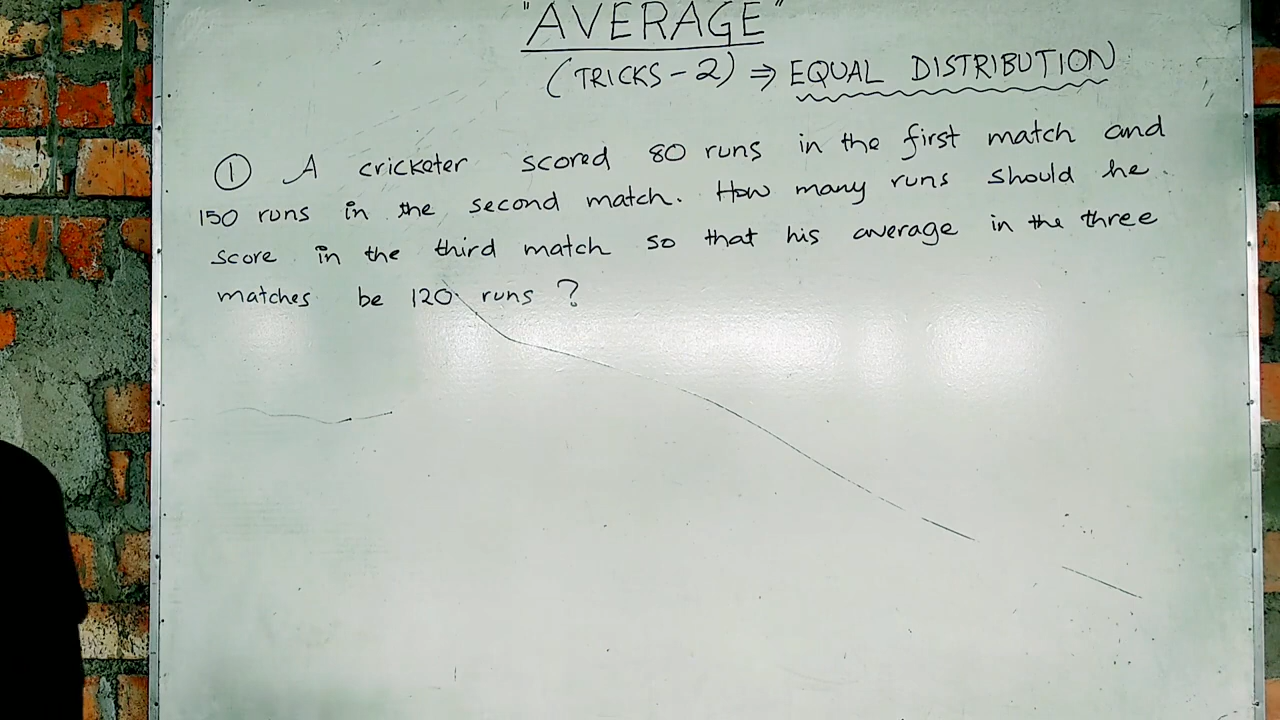 "AVERAGE"
(TRICKS-2) ⇒ EQUAL DISTRIBUTION
① A cricketer scored 80 runs in the first match and
150 runs in the second match. How many runs should he
score in the third match so that his average in the three
matches be 120 runs ?